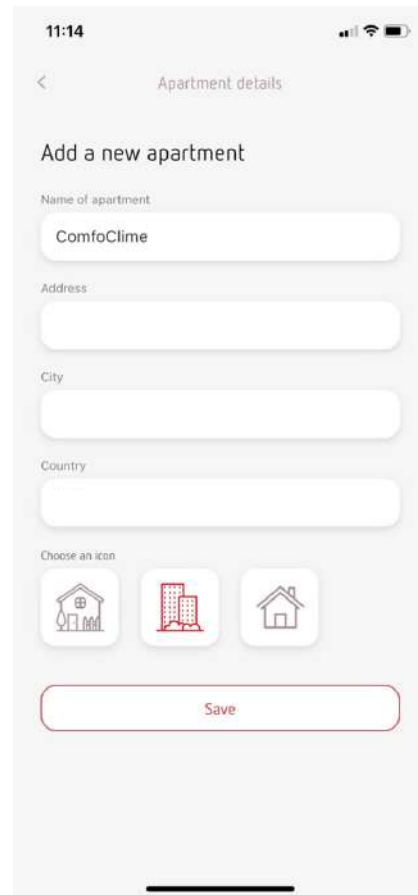 11:14
Apartment details
Add a new apartment
Name of apartment
ComfoClime
Address
City
Country
Choose an icon
Save